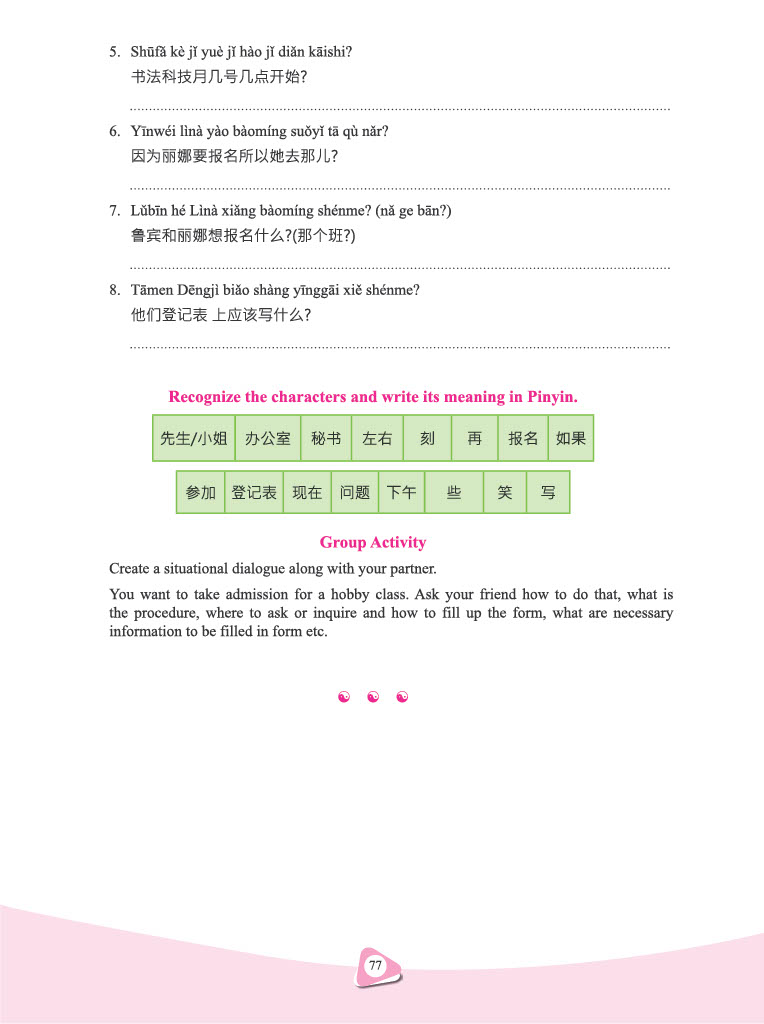 5. Shūfǎ kè jǐ yuè jǐ hào jǐ diǎn kāishi?
书法科技月几号几点开始?
6. Yīnwéi lìnà yào bàomíng suǒyǐ tā qù nǎr?
因为丽娜要报名所以她去那儿?
7. Lǔbīn hé Lìnà xiǎng bàomíng shénme? (nǎ ge bān?)
鲁宾和丽娜想报名什么?(那个班?)
8. Tāmen Dēngjì biǎo shàng yīnggāi xiě shénme?
他们登记表 上应该写什么?
Recognize the characters and write its meaning in Pinyin.
先生/小姐 办公室 秘书 左右 刻 再 报名 如果
参加 登记表 现在 问题 下午 些 笑 写
Group Activity
Create a situational dialogue along with your partner.
You want to take admission for a hobby class. Ask your friend how to do that, what is
the procedure, where to ask or inquire and how to fill up the form, what are necessary
information to be filled in form etc.
77